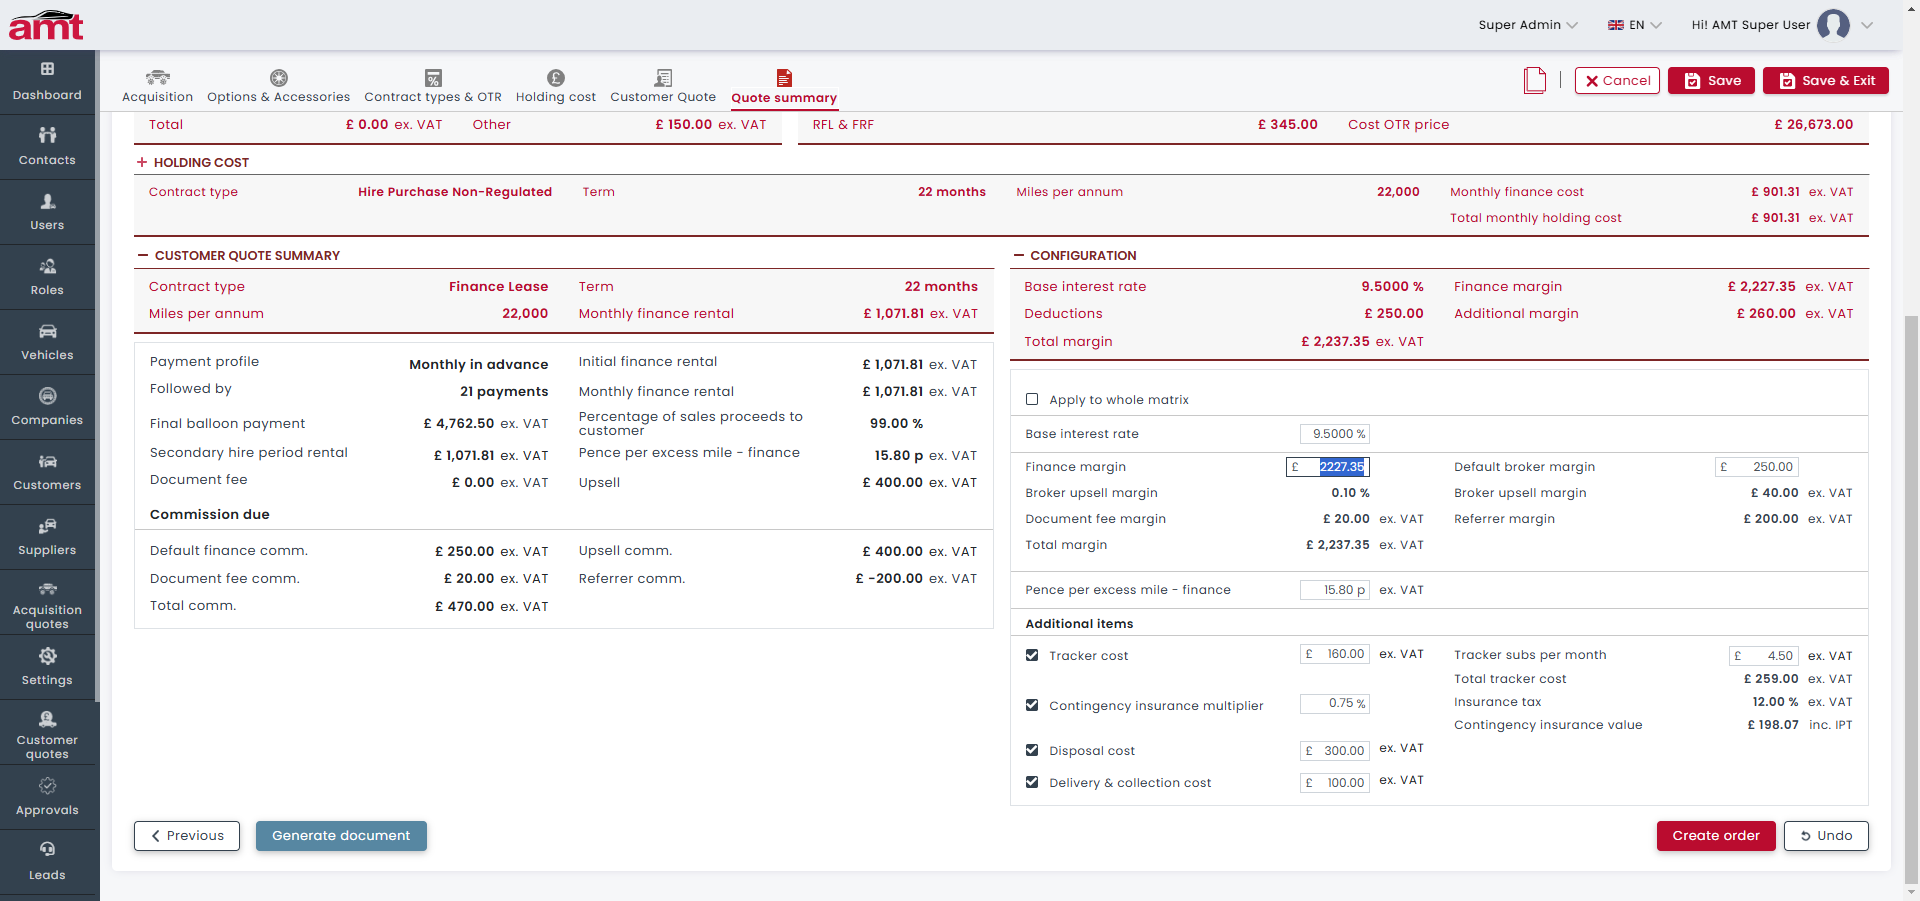 amt
Super Admin
EN
Hi! AMT Super User
Dashboard
Contacts
Users
Roles
Vehicles
Companies
Customers
Suppliers
Acquisition
quotes
Settings
Customer
quotes
Approvals
Leads
Acquisition
Options & Accessories
Contract types & OTR
Holding cost
Customer Quote
Quote summary
Cancel
Save
Save & Exit
Total £ 0.00 ex. VAT Other £ 150.00 ex. VAT
RFL & FRF £ 345.00 Cost OTR price £ 26,673.00
+ HOLDING COST
Contract type Hire Purchase Non-Regulated Term 22 months Miles per annum 22,000 Monthly finance cost £ 901.31 ex. VAT
Total monthly holding cost £ 901.31 ex. VAT
— CUSTOMER QUOTE SUMMARY
Contract type Finance Lease Term 22 months
Miles per annum 22,000 Monthly finance rental £ 1,071.81 ex. VAT
Payment profile Monthly in advance Initial finance rental £ 1,071.81 ex. VAT
Followed by 21 payments Monthly finance rental £ 1,071.81 ex. VAT
Final balloon payment £ 4,762.50 ex. VAT Percentage of sales proceeds to
customer 99.00 %
Secondary hire period rental £ 1,071.81 ex. VAT Pence per excess mile - finance 15.80 p ex. VAT
Document fee £ 0.00 ex. VAT Upsell £ 400.00 ex. VAT
Commission due
Default finance comm. £ 250.00 ex. VAT Upsell comm. £ 400.00 ex. VAT
Document fee comm. £ 20.00 ex. VAT Referrer comm. £ -200.00 ex. VAT
Total comm. £ 470.00 ex. VAT
— CONFIGURATION
Base interest rate 9.5000 % Finance margin £ 2,227.35 ex. VAT
Deductions £ 250.00 Additional margin £ 260.00 ex. VAT
Total margin £ 2,237.35 ex. VAT
Apply to whole matrix
Base interest rate 9.5000 %
Finance margin £ 2227.35 Default broker margin £ 250.00
Broker upsell margin 0.10 % Broker upsell margin £ 40.00 ex. VAT
Document fee margin £ 20.00 ex. VAT Referrer margin £ 200.00 ex. VAT
Total margin £ 2,237.35 ex. VAT
Pence per excess mile - finance 15.80 p ex. VAT
Additional items
Tracker cost £ 160.00 ex. VAT Tracker subs per month £ 4.50 ex. VAT
Total tracker cost £ 259.00 ex. VAT
Contingency insurance multiplier 0.75 % Insurance tax 12.00 % ex. VAT
Contingency insurance value £ 198.07 inc. IPT
Disposal cost £ 300.00 ex. VAT
Delivery & collection cost £ 100.00 ex. VAT
Previous
Generate document
Create order
Undo